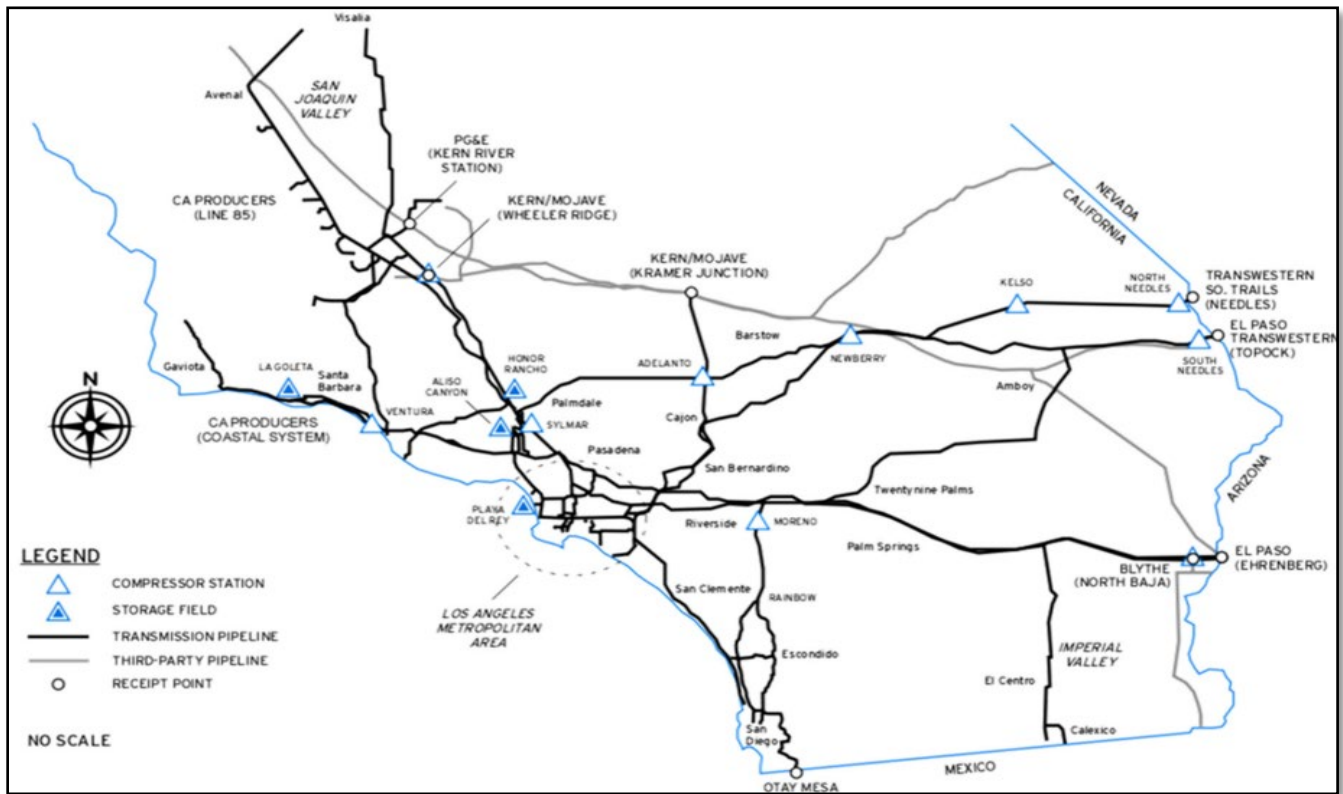 Visalia
Avenal
SAN
JOAQUIN
VALLEY
PG&E
(KERN RIVER
STATION)
CA PRODUCERS
(LINE 85)
KERN/MOJAVE
(WHEELER RIDGE)
KERN/MOJAVE
(KRAMER JUNCTION)
NEVADA
CALIFORNIA
KELSO
NORTH
NEEDLES
TRANSWESTERN
SO. TRAILS
(NEEDLES)
EL PASO
TRANSWESTERN
(TOPOCK)
SOUTH
NEEDLES
Barstow
NEWBERRY
ADELANTO
Amboy
Gaviota
LA GOLETA
Santa
Barbara
HONOR
RANCHO
ALISO
CANYON
Palmdale
Cajon
N
CA PRODUCERS
(COASTAL SYSTEM)
VENTURA
SYLMAR
Pasadena
San Bernardino
Twentynine Palms
ARIZONA
PLAYA
DEL REY
Riverside
MORENO
Palm Springs
EL PASO
(EHRENBERG)
BLYTHE
(NORTH BAJA)
LEGEND
COMPRESSOR STATION
STORAGE FIELD
TRANSMISSION PIPELINE
THIRD-PARTY PIPELINE
RECEIPT POINT
NO SCALE
LOS ANGELES
METROPOLITAN
AREA
San Clemente
RAINBOW
Escondido
IMPERIAL
VALLEY
El Centro
San
Diego
Calexico
MEXICO
OTAY MESA